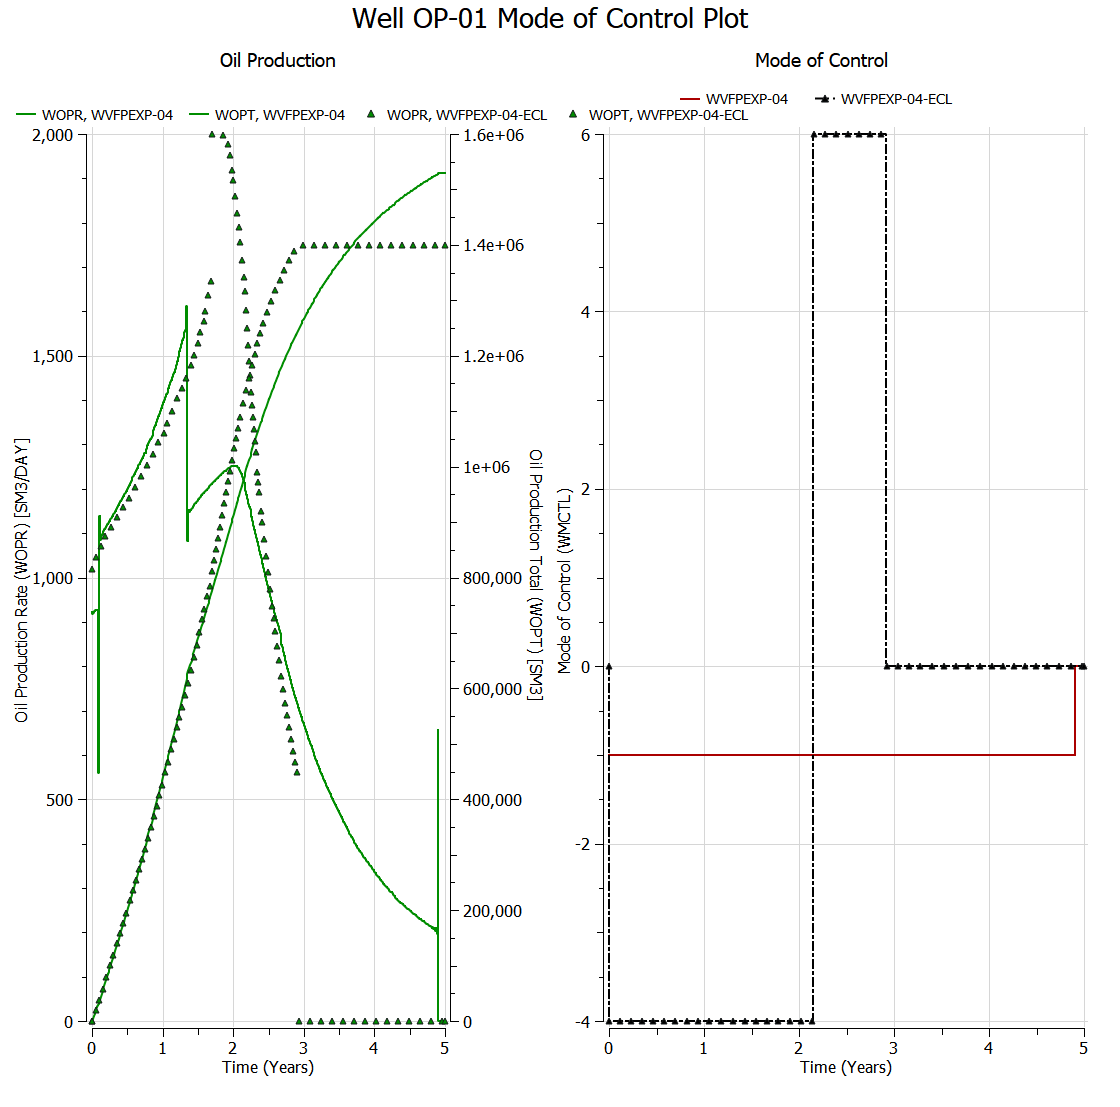 Well OP-01 Mode of Control Plot
Oil Production
WOPR, WVFPEXP-04 WOPT, WVFPEXP-04 WOPR, WVFPEXP-04-ECL WOPT, WVFPEXP-04-ECL
2,000
1,500
1,000
500
0
Oil Production Rate (WOPR) [SM3/DAY]
1.6e+06
1.4e+06
1.2e+06
1e+06
800,000
600,000
400,000
200,000
0
Oil Production Total (WOPT) [SM3]
0 1 2 3 4 5
Time (Years)
Mode of Control
WVFPEXP-04 WVFPEXP-04-ECL
6
4
2
0
-2
-4
Mode of Control (WMCTL)
0 1 2 3 4 5
Time (Years)